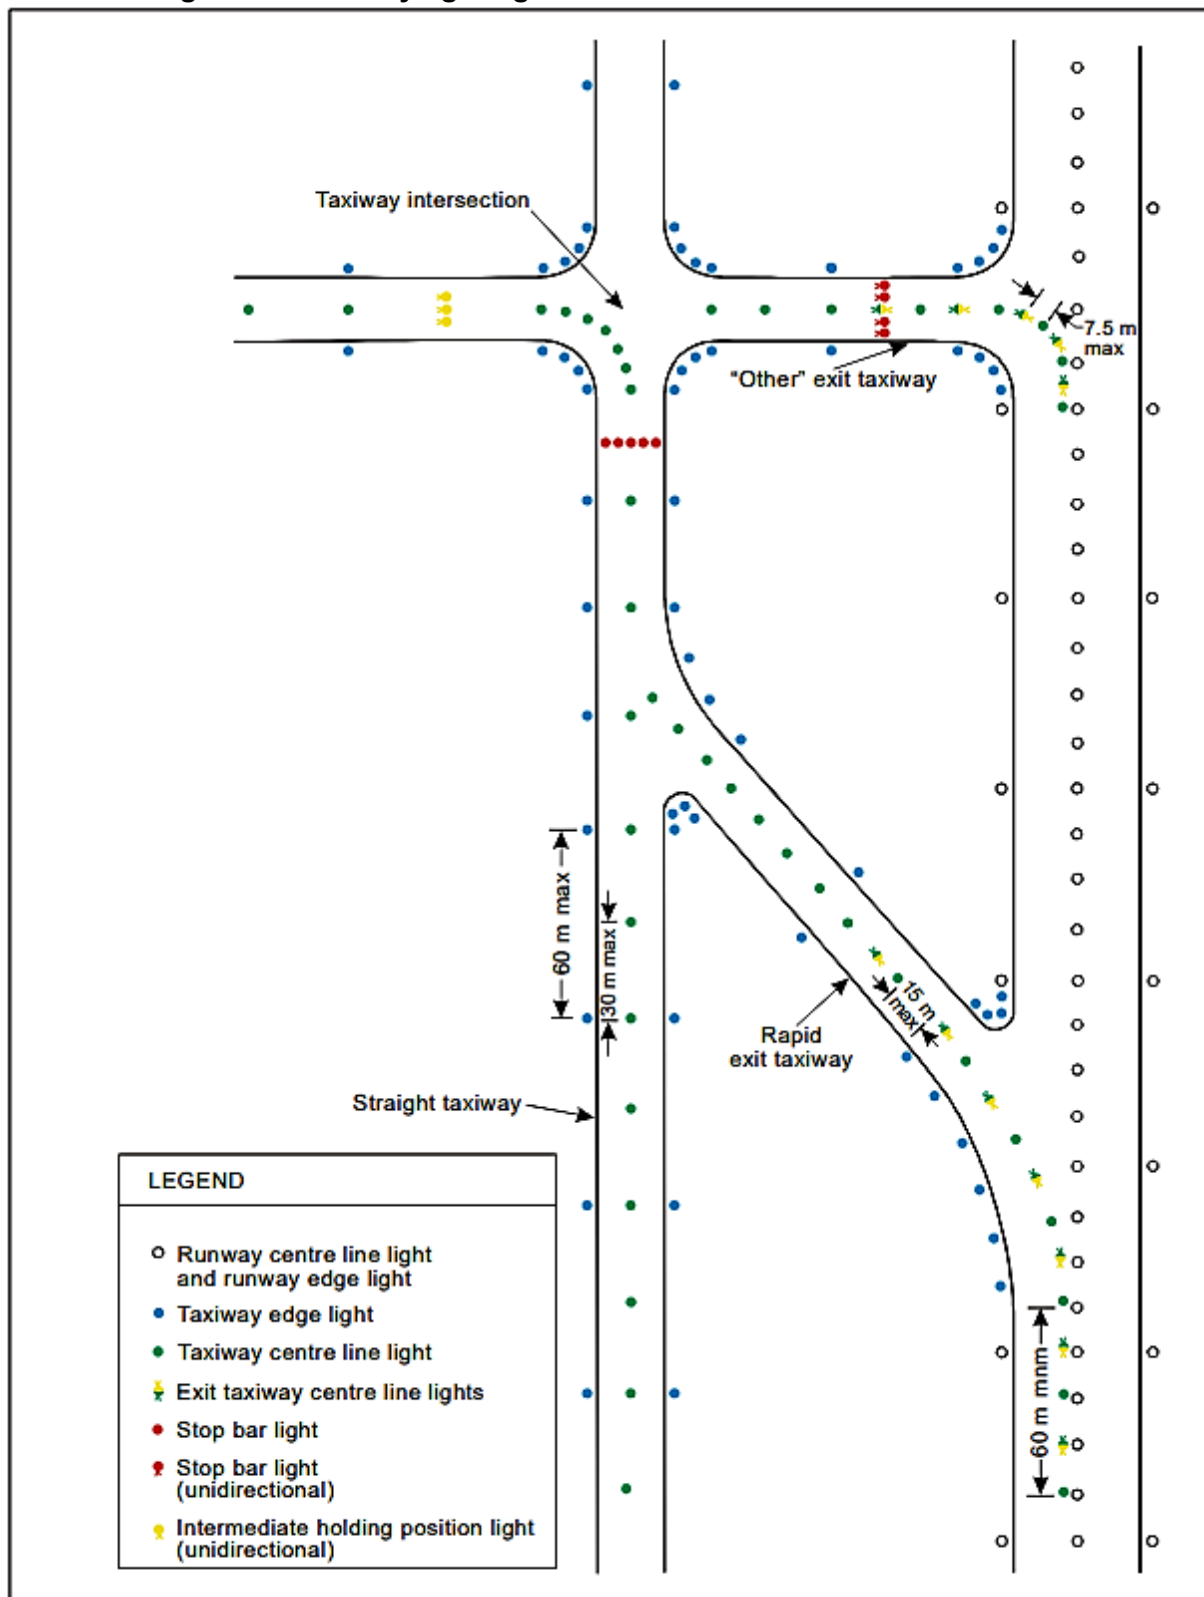 Taxiway intersection
7.5 m
max
"Other" exit taxiway
60 m max
30 m max
15 m
max
Rapid
exit taxiway
Straight taxiway
60 m mnm
LEGEND
Runway centre line light
and runway edge light
Taxiway edge light
Taxiway centre line light
Exit taxiway centre line lights
Stop bar light
Stop bar light
(unidirectional)
Intermediate holding position light
(unidirectional)